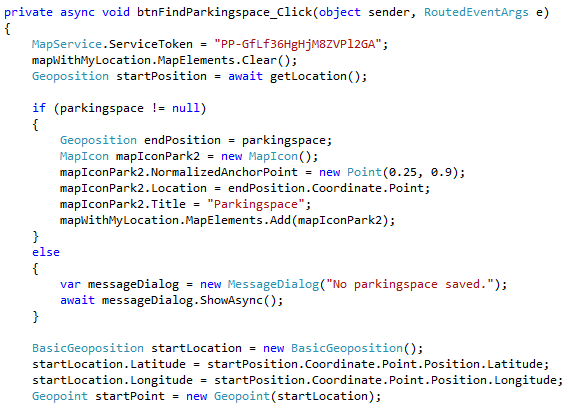 private async void btnFindParkingspace_Click(object sender, RoutedEventArgs e)
{
    MapService.ServiceToken = "PP-GfLf36HgHjM8ZVPl2GA";
    mapWithMyLocation.MapElements.Clear();
    Geoposition startPosition = await getLocation();

    if (parkingspace != null)
    {
        Geoposition endPosition = parkingspace;
        MapIcon mapIconPark2 = new MapIcon();
        mapIconPark2.NormalizedAnchorPoint = new Point(0.25, 0.9);
        mapIconPark2.Location = endPosition.Coordinate.Point;
        mapIconPark2.Title = "Parkingspace";
        mapWithMyLocation.MapElements.Add(mapIconPark2);
    }
    else
    {
        var messageDialog = new MessageDialog("No parkingspace saved.");
        await messageDialog.ShowAsync();
    }

    BasicGeoposition startLocation = new BasicGeoposition();
    startLocation.Latitude = startPosition.Coordinate.Point.Position.Latitude;
    startLocation.Longitude = startPosition.Coordinate.Point.Position.Longitude;
    Geopoint startPoint = new Geopoint(startLocation);